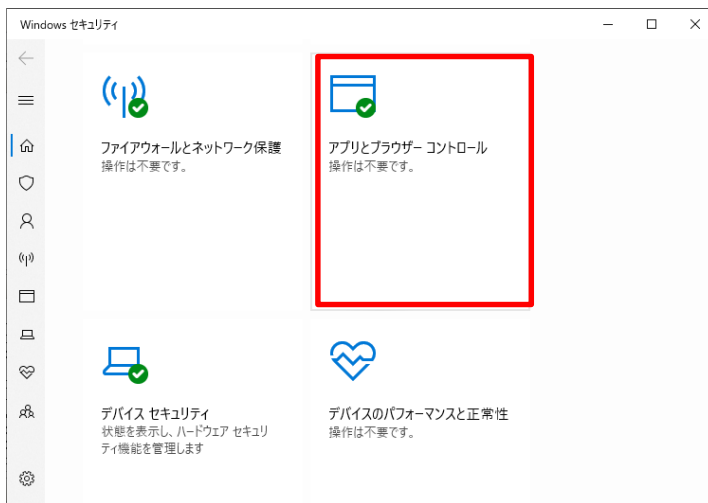 Windows セキュリティ
ファイアウォールとネットワーク保護
操作は不要です。
アプリとブラウザー コントロール
操作は不要です。
デバイス セキュリティ
状態を表示し、ハードウェア セキュリ
ティ機能を管理します
デバイスのパフォーマンスと正常性
操作は不要です。